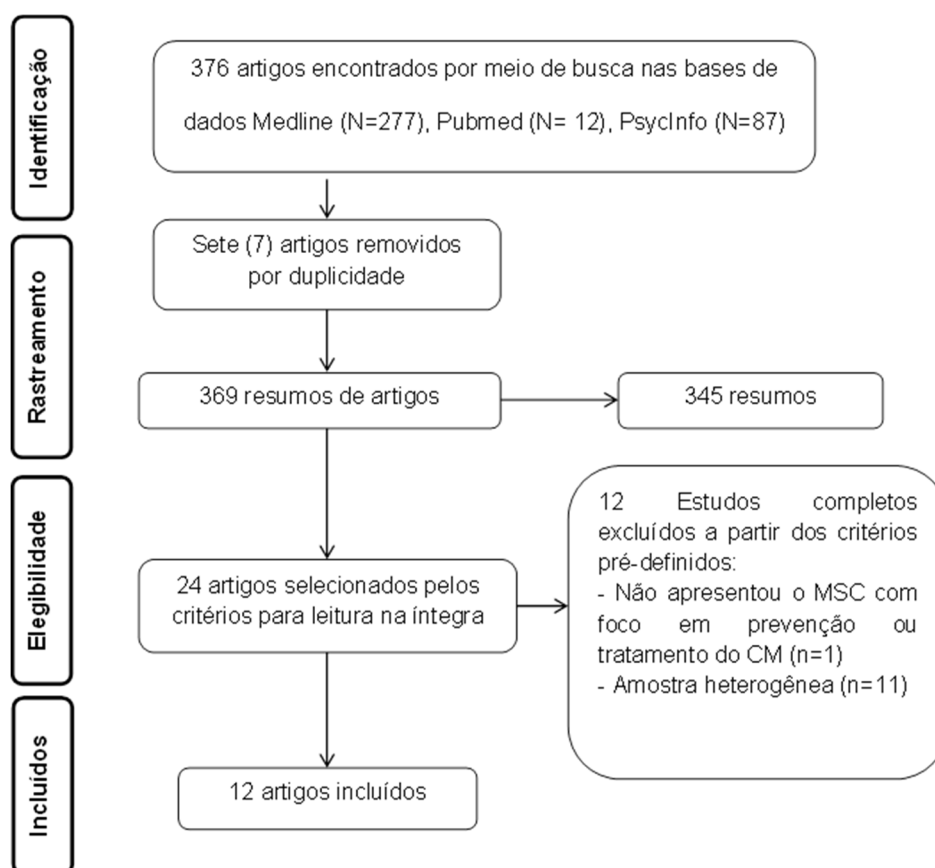 Identificação
376 artigos encontrados por meio de busca nas bases de
dados Medline (N=277), Pubmed (N= 12), PsycInfo (N=87)
Rastreamento
Sete (7) artigos removidos
por duplicidade
369 resumos de artigos
345 resumos
Elegibilidade
24 artigos selecionados pelos
critérios para leitura na íntegra
12 Estudos completos
excluídos a partir dos critérios
pré-definidos:
- Não apresentou o MSC com
foco em prevenção ou
tratamento do CM (n=1)
- Amostra heterogênea (n=11)
Incluídos
12 artigos incluídos